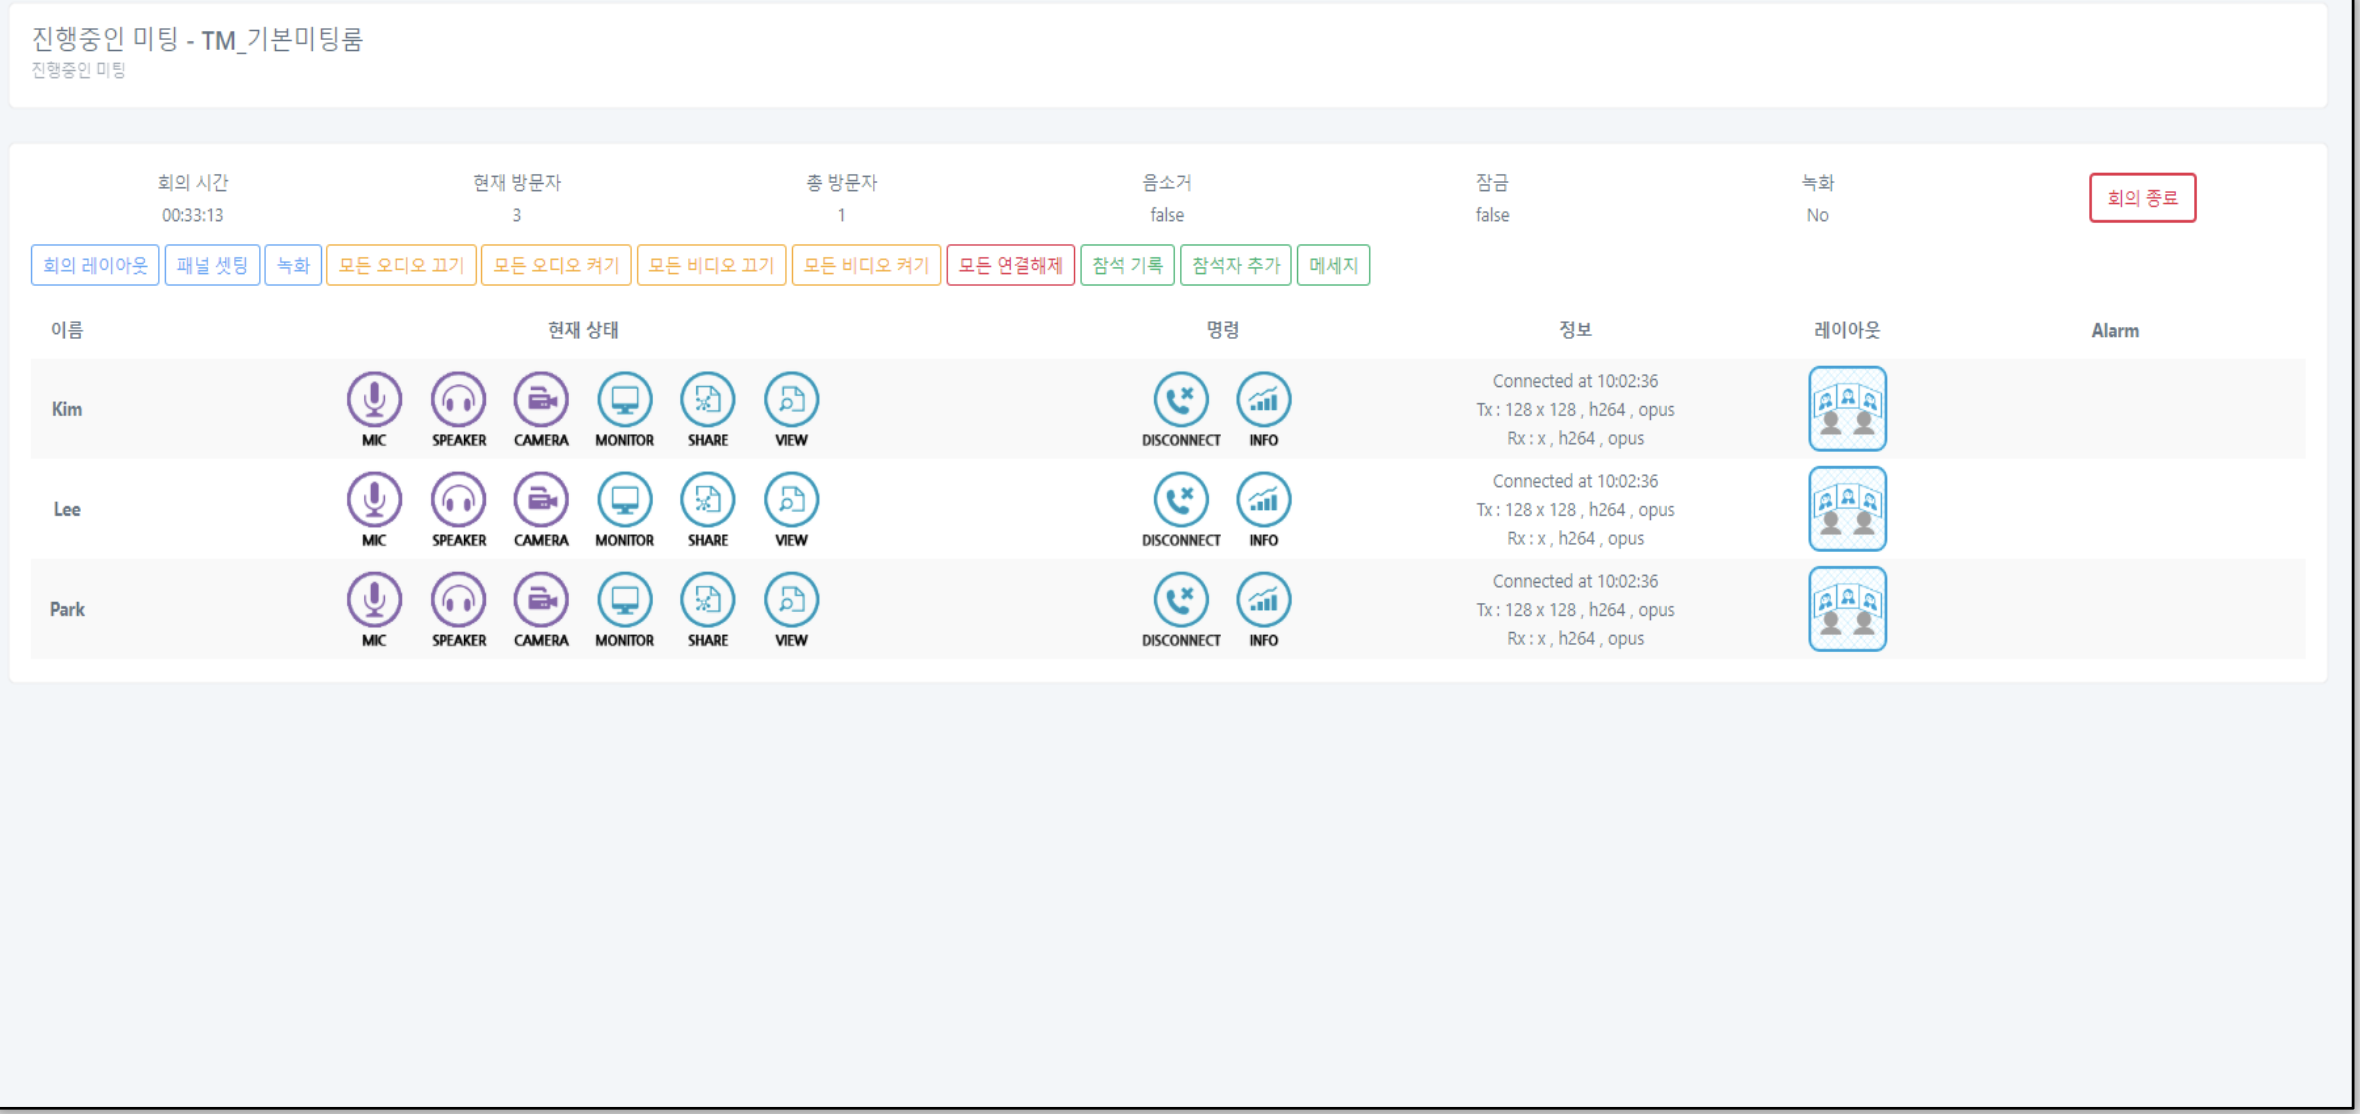 진행중인 미팅 - TM_기본미팅룸
진행중인 미팅
회의 시간 현재 방문자 총 방문자 음소거 잠금 녹화
00:33:13 3 1 false false No
회의 종료
회의 레이아웃 패널 셋팅 녹화 모든 오디오 끄기 모든 오디오 켜기 모든 비디오 끄기 모든 비디오 켜기 모든 연결해제 참석 기록 참석자 추가 메세지
이름 현재 상태 명령 정보 레이아웃 Alarm
Kim
MIC SPEAKER CAMERA MONITOR SHARE VIEW
DISCONNECT INFO
Connected at 10:02:36
Tx : 128 x 128 , h264 , opus
Rx : x , h264 , opus
Lee
MIC SPEAKER CAMERA MONITOR SHARE VIEW
DISCONNECT INFO
Connected at 10:02:36
Tx : 128 x 128 , h264 , opus
Rx : x , h264 , opus
Park
MIC SPEAKER CAMERA MONITOR SHARE VIEW
DISCONNECT INFO
Connected at 10:02:36
Tx : 128 x 128 , h264 , opus
Rx : x , h264 , opus